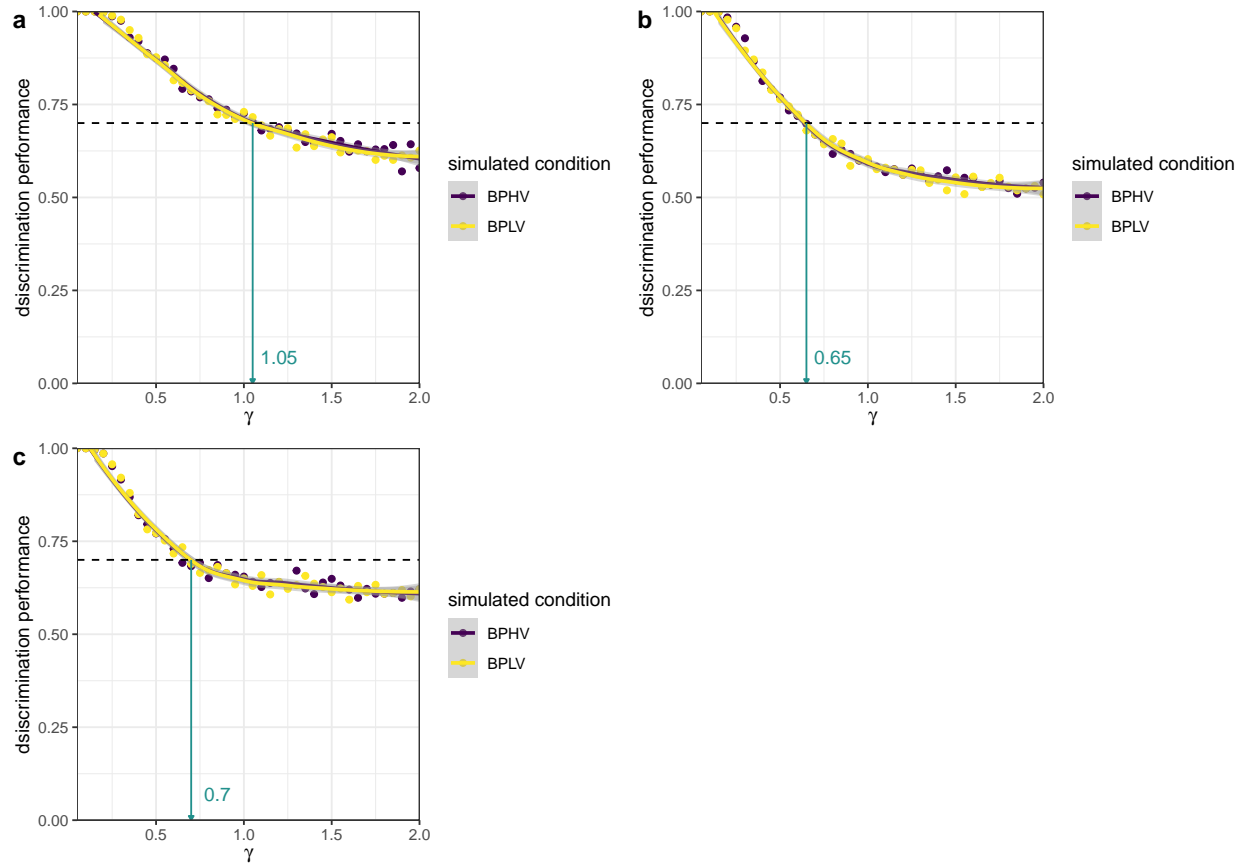 a
1.00
0.75
0.50
0.25
0.00
dsiscrimination performance
1.05
0.5
1.0
1.5
2.0
γ
simulated condition
BPHV
BPLV
b
1.00
0.75
0.50
0.25
0.00
dsiscrimination performance
0.65
0.5
1.0
1.5
2.0
γ
simulated condition
BPHV
BPLV
c
1.00
0.75
0.50
0.25
0.00
dsiscrimination performance
0.7
0.5
1.0
1.5
2.0
γ
simulated condition
BPHV
BPLV